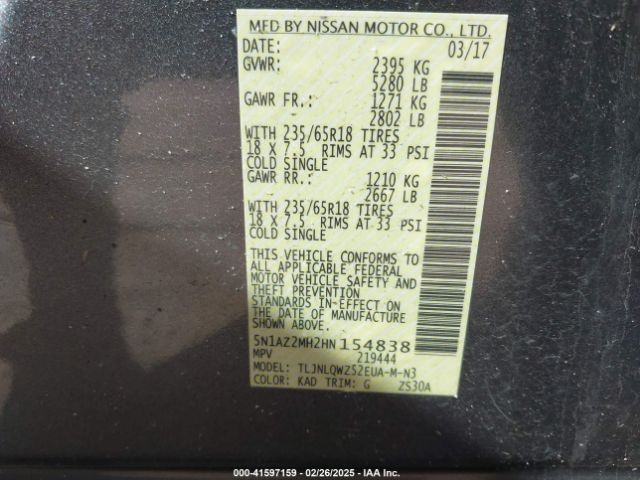 MFD BY NISSAN MOTOR CO., LTD.
DATE: 03/17
GVWR: 2395 KG
5280 LB
GAWR FR.: 1271 KG
2802 LB
WITH 235/65R18 TIRES
18 X 7.5 RIMS AT 33 PSI
COLD SINGLE
GAWR RR.: 1210 KG
2667 LB
WITH 235/65R18 TIRES
18 X 7.5 RIMS AT 33 PSI
COLD SINGLE
THIS VEHICLE CONFORMS TO
ALL APPLICABLE FEDERAL
MOTOR VEHICLE SAFETY AND
THEFT PREVENTION
STANDARDS IN-EFFECT ON
THE DATE OF MANUFACTURE
SHOWN ABOVE.
5N1AZ2MH2HN154838
MPV 219444
MODEL: TLJNLQWZS2EUA-M-N3
COLOR: KAD TRIM: G ZS30A
000-41597159 — 02/26/2025 — IAA Inc.